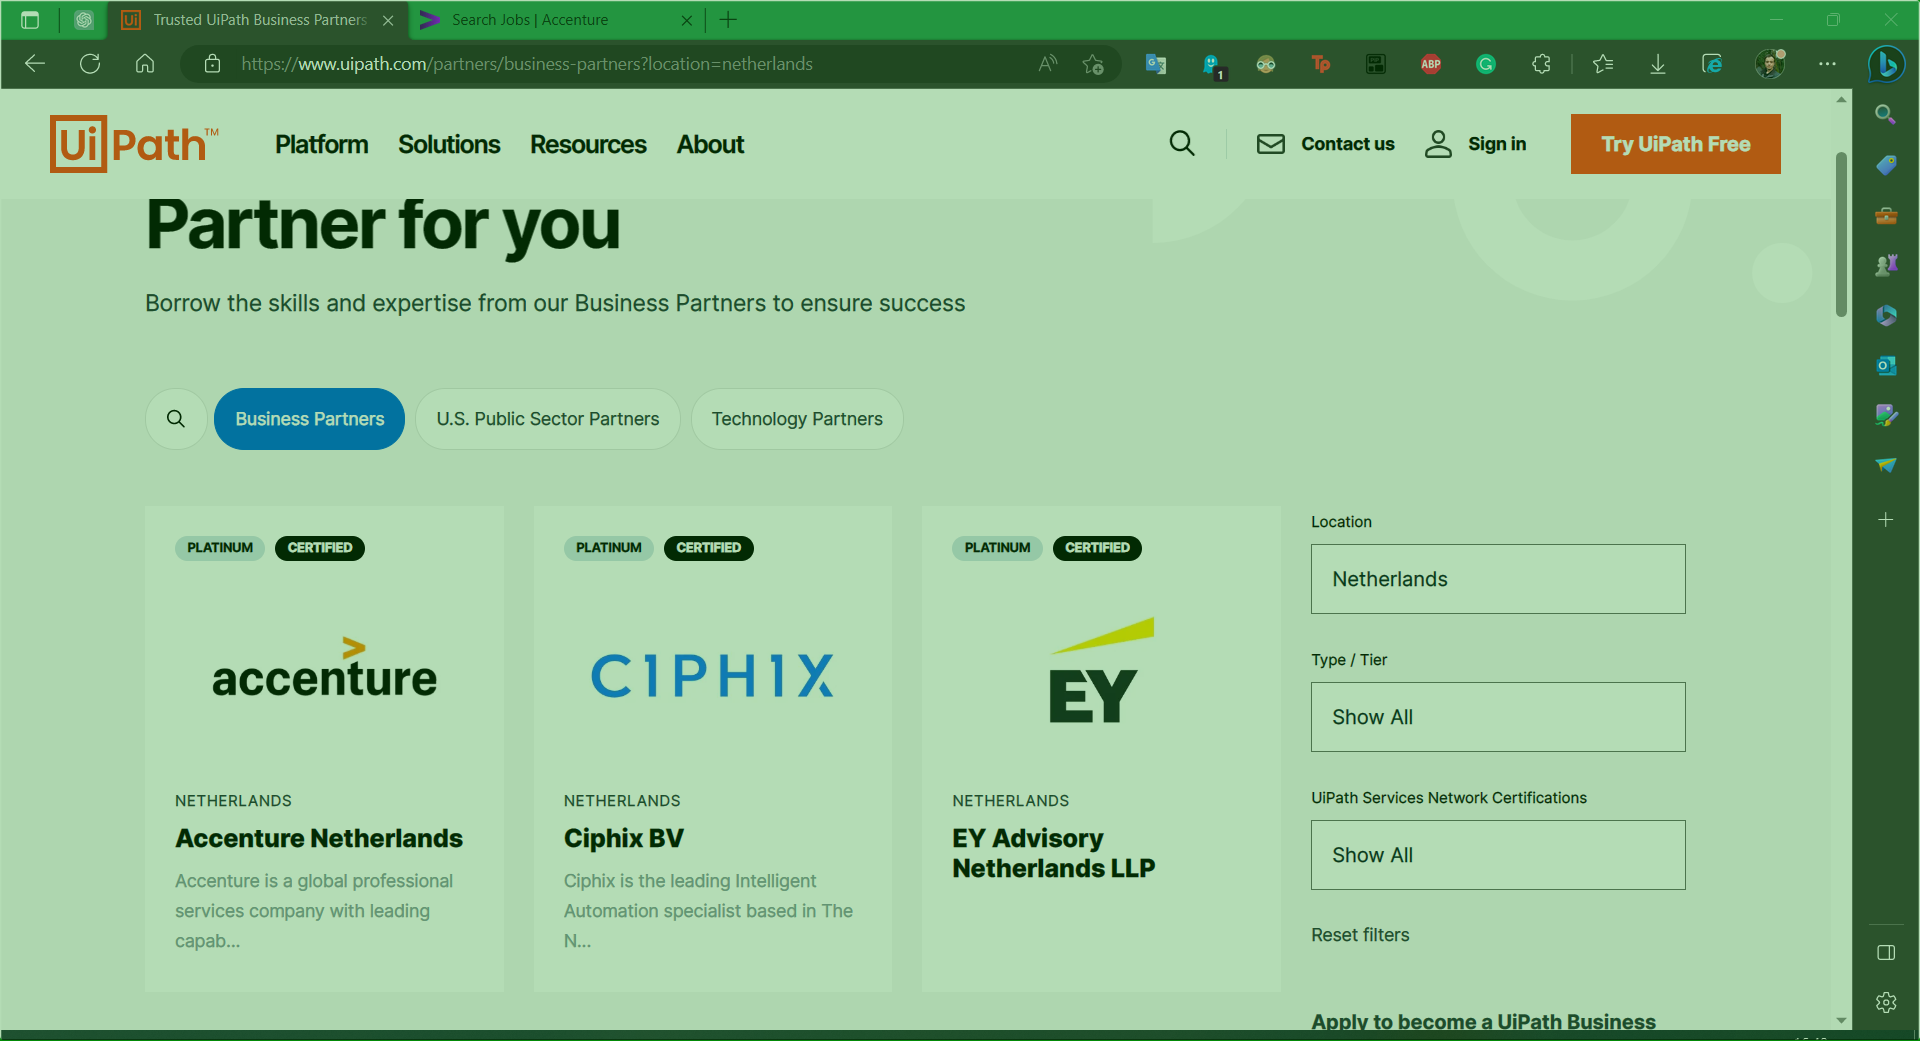 Trusted UiPath Business Partners
Search Jobs | Accenture
https://www.uipath.com/partners/business-partners?location=netherlands
1
Tp
ABP
UiPath™
Platform
Solutions
Resources
About
Contact us
Sign in
Try UiPath Free
Partner for you
Borrow the skills and expertise from our Business Partners to ensure success
Business Partners
U.S. Public Sector Partners
Technology Partners
PLATINUM
CERTIFIED
accenture
NETHERLANDS
Accenture Netherlands
Accenture is a global professional
services company with leading
capab...
PLATINUM
CERTIFIED
C1PH1X
NETHERLANDS
Ciphix BV
Ciphix is the leading Intelligent
Automation specialist based in The
N...
PLATINUM
CERTIFIED
EY
NETHERLANDS
EY Advisory
Netherlands LLP
Location
Netherlands
Type / Tier
Show All
UiPath Services Network Certifications
Show All
Reset filters
Apply to become a UiPath Business